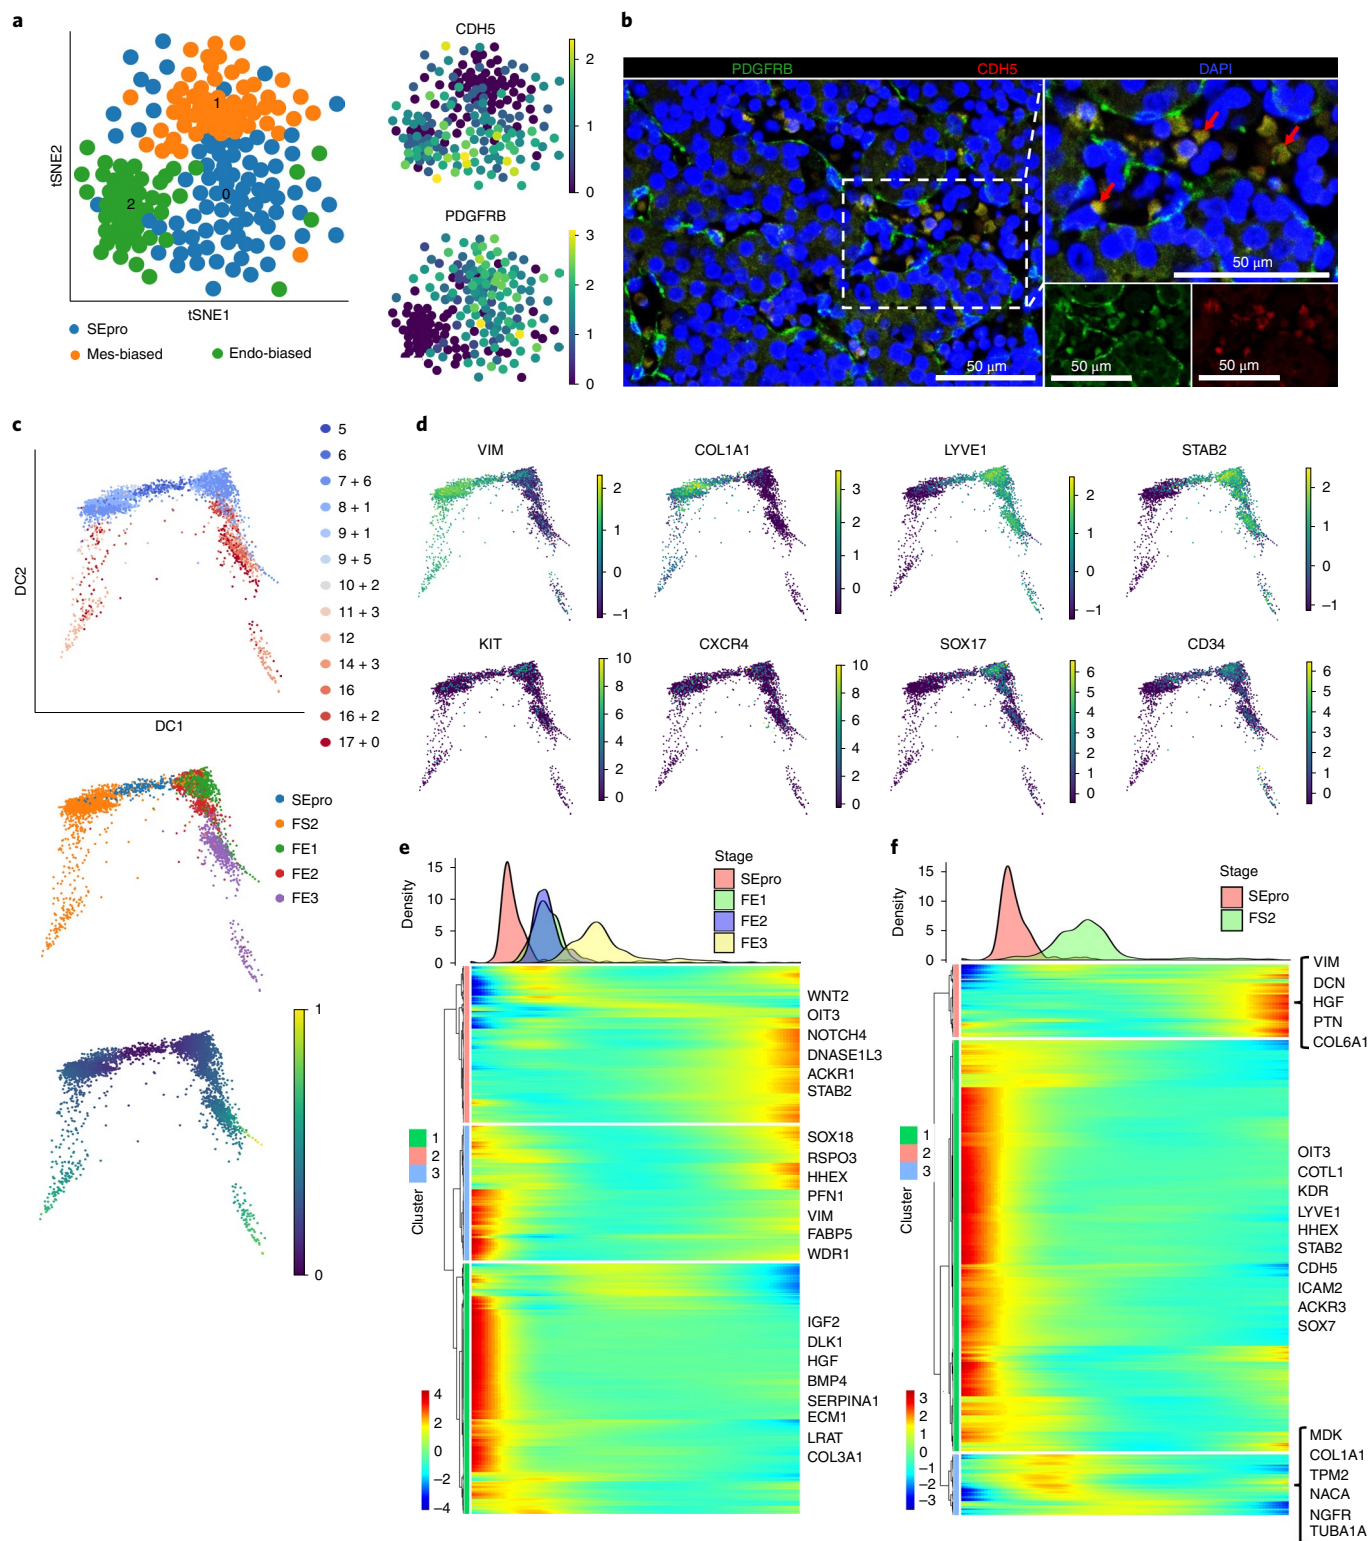 a
tSNE2
tSNE1
1
0
2
SEpro
Mes-biased
Endo-biased
CDH5
2
1
0
PDGFRB
3
2
1
0
b
PDGFRB CDH5 DAPI
50 μm
50 μm
50 μm
50 μm
c
DC2
DC1
5
6
7 + 6
8 + 1
9 + 1
9 + 5
10 + 2
11 + 3
12
14 + 3
16
16 + 2
17 + 0
SEpro
FS2
FE1
FE2
FE3
1
0
d
VIM
2
1
0
–1
COL1A1
3
2
1
0
LYVE1
2
1
0
–1
STAB2
2
1
0
–1
KIT
10
8
6
4
2
0
CXCR4
10
8
6
4
2
0
SOX17
6
5
4
3
2
1
0
CD34
6
5
4
3
2
1
0
e
Density
15
10
5
0
Stage
SEpro
FE1
FE2
FE3
WNT2
OIT3
NOTCH4
DNASE1L3
ACKR1
STAB2
SOX18
RSPO3
HHEX
PFN1
VIM
FABP5
WDR1
IGF2
DLK1
HGF
BMP4
SERPINA1
ECM1
LRAT
COL3A1
1
2
3
Cluster
4
2
0
–2
–4
f
Density
15
10
5
0
Stage
SEpro
FS2
VIM
DCN
HGF
PTN
COL6A1
OIT3
COTL1
KDR
LYVE1
HHEX
STAB2
CDH5
ICAM2
ACKR3
SOX7
MDK
COL1A1
TPM2
NACA
NGFR
TUBA1A
1
2
3
Cluster
3
2
1
0
–1
–2
–3